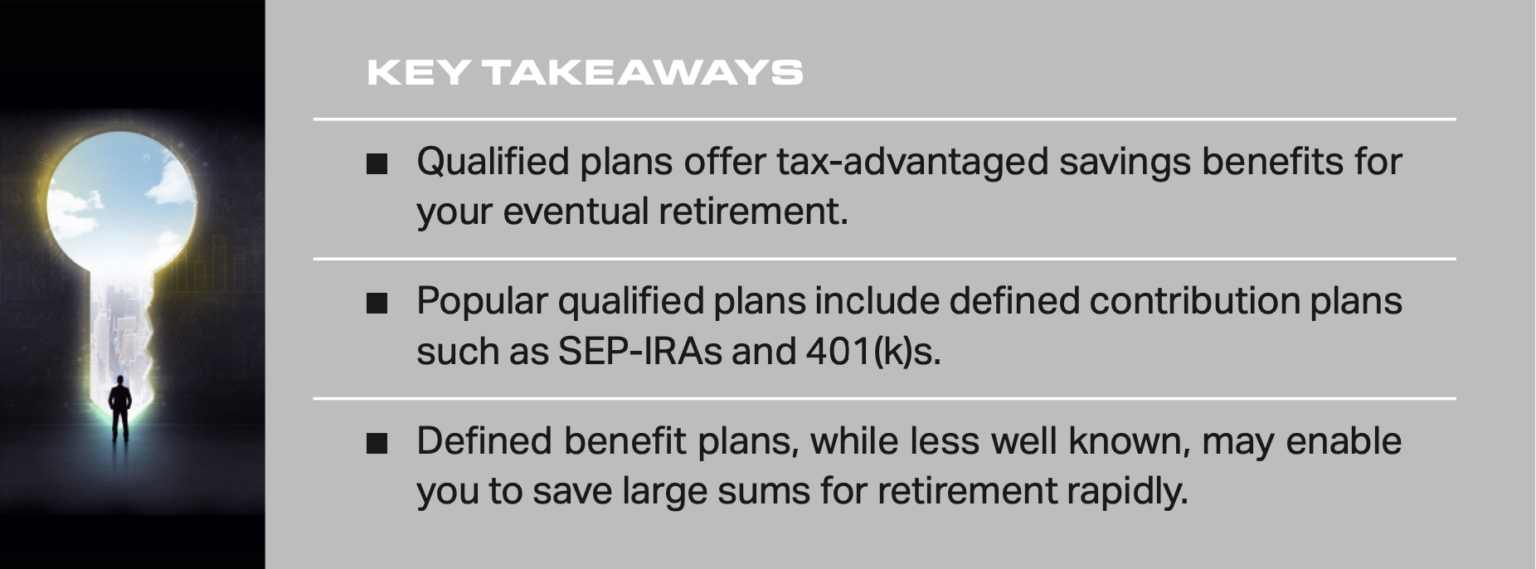 KEY TAKEAWAYS
■ Qualified plans offer tax-advantaged savings benefits for
your eventual retirement.
■ Popular qualified plans include defined contribution plans
such as SEP-IRAs and 401(k)s.
■ Defined benefit plans, while less well known, may enable
you to save large sums for retirement rapidly.